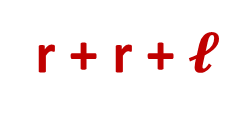 r + r + ℓ